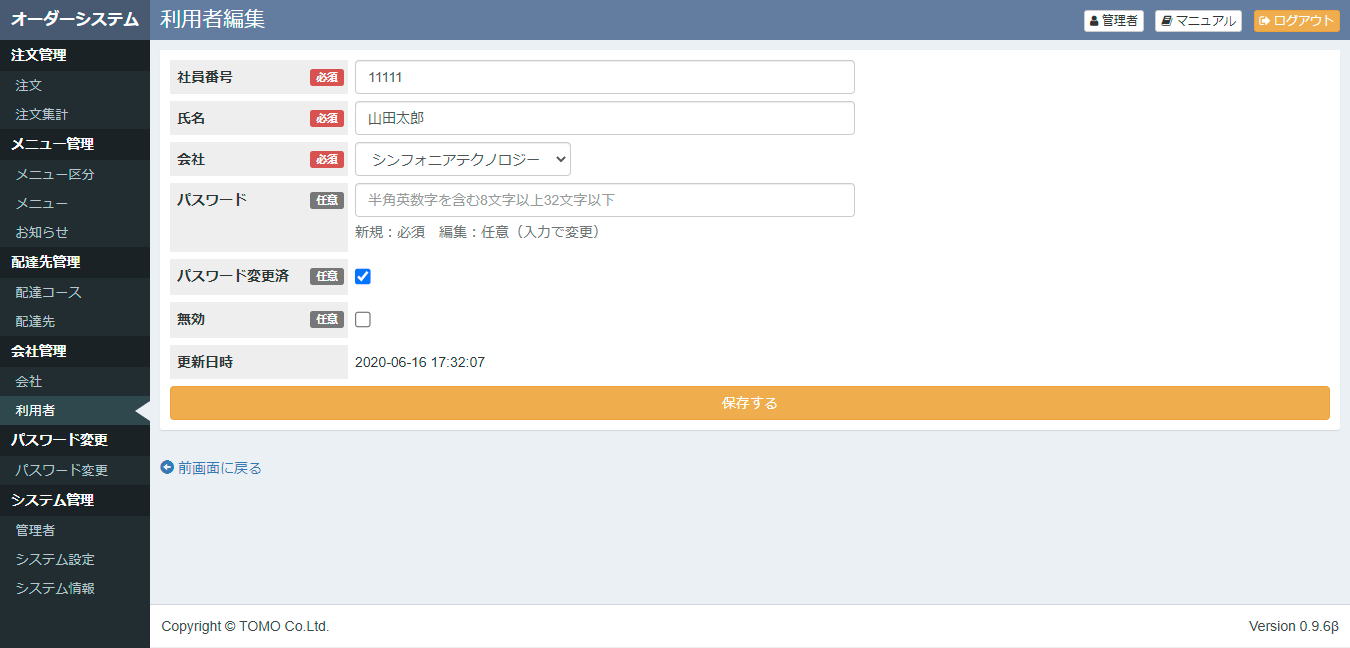 オーダーシステム
利用者編集
管理者
マニュアル
ログアウト
注文管理
注文
注文集計
メニュー管理
メニュー区分
メニュー
お知らせ
配達先管理
配達コース
配達先
会社管理
会社
利用者
パスワード変更
パスワード変更
システム管理
管理者
システム設定
システム情報
社員番号 必須 11111
氏名 必須 山田太郎
会社 必須 シンフォニアテクノロジー
パスワード 任意 半角英数字を含む8文字以上32文字以下
新規：必須　編集：任意（入力で変更）
パスワード変更済 任意
無効 任意
更新日時 2020-06-16 17:32:07
保存する
前画面に戻る
Copyright © TOMO Co.Ltd.
Version 0.9.6β